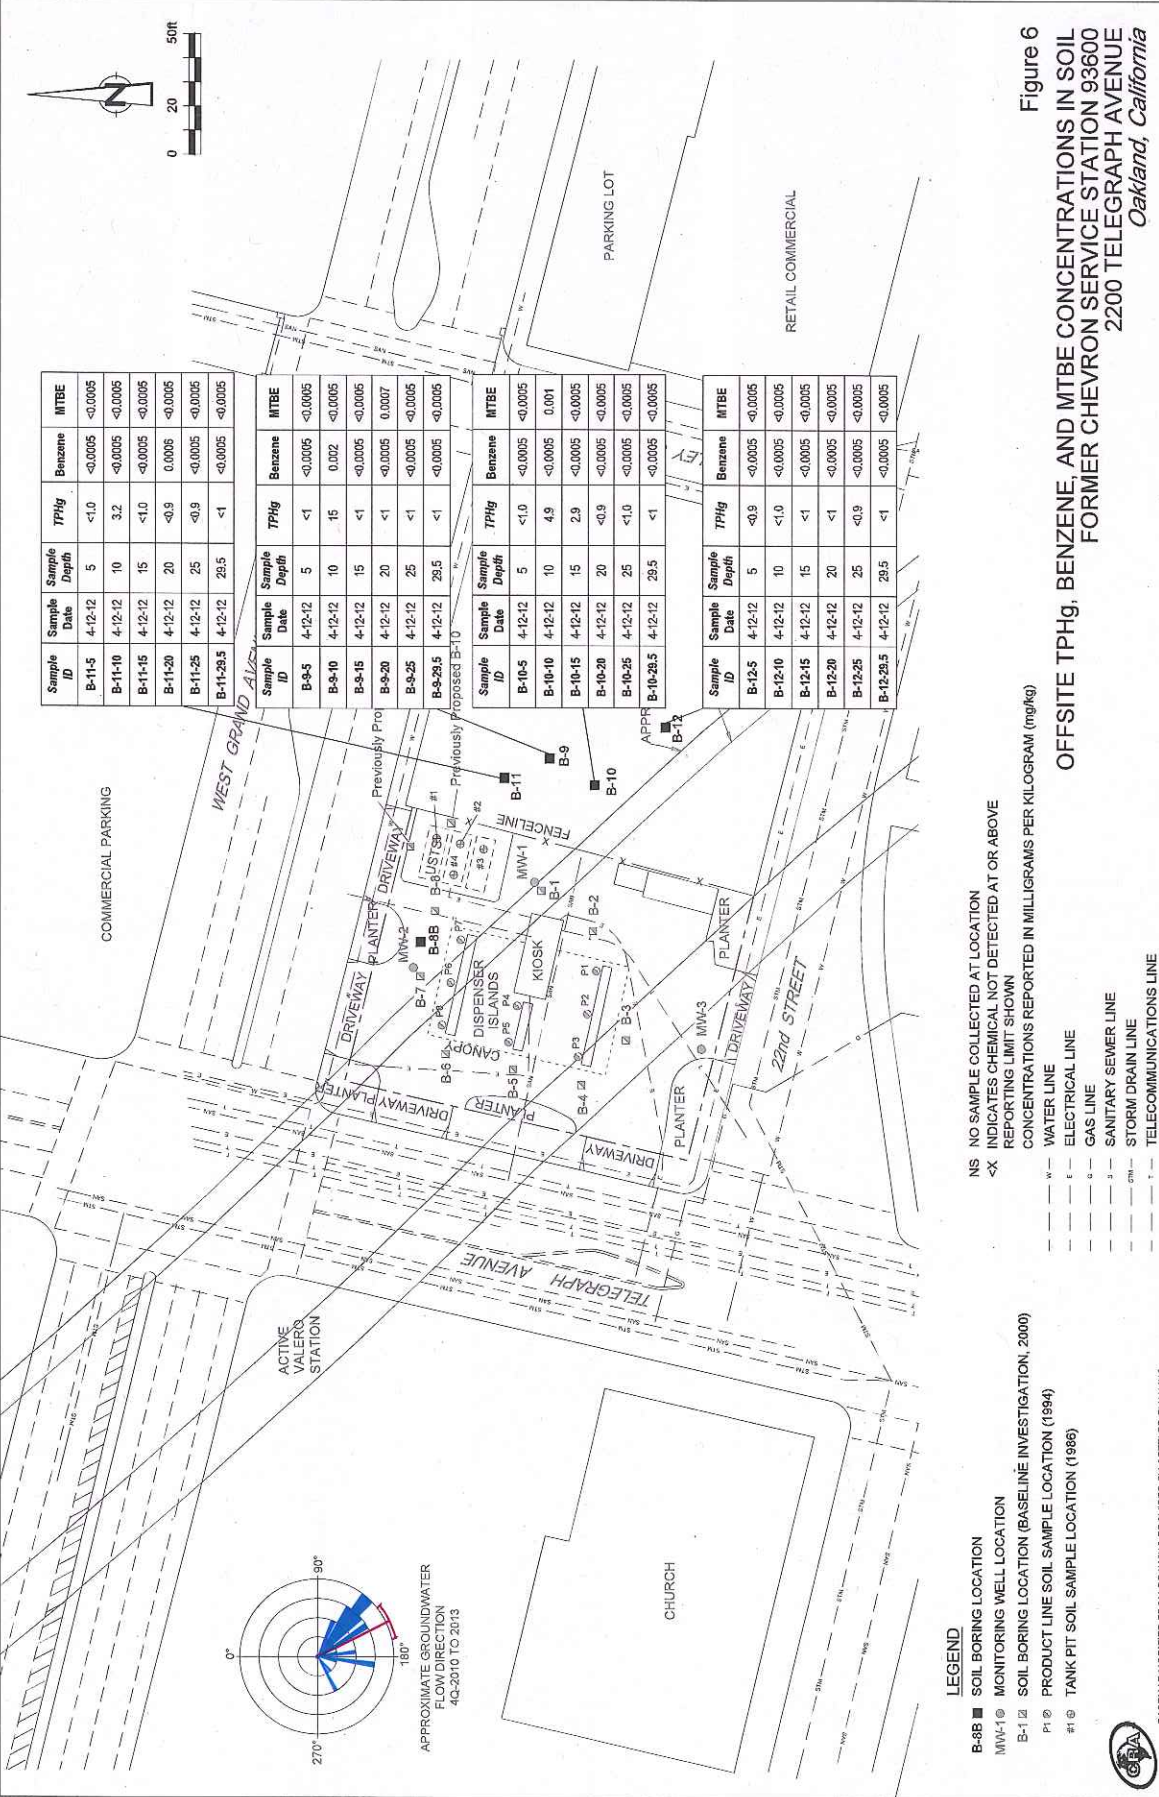 Figure 6
OFFSITE TPHg, BENZENE, AND MTBE CONCENTRATIONS IN SOIL
FORMER CHEVRON SERVICE STATION 93600
2200 TELEGRAPH AVENUE
Oakland, California
N
0 20 50ft
Sample ID Sample Date Sample Depth TPHg Benzene MTBE
B-11-5 4-12-12 5 <1.0 <0.0005 <0.0005
B-11-10 4-12-12 10 3.2 <0.0005 <0.0005
B-11-15 4-12-12 15 <1.0 <0.0005 <0.0005
B-11-20 4-12-12 20 <0.9 0.0006 <0.0005
B-11-25 4-12-12 25 <0.9 <0.0005 <0.0005
B-11-29.5 4-12-12 29.5 <1 <0.0005 <0.0005
Sample ID Sample Date Sample Depth TPHg Benzene MTBE
B-9-5 4-12-12 5 <1 <0.0005 <0.0005
B-9-10 4-12-12 10 15 0.002 <0.0005
B-9-15 4-12-12 15 <1 <0.0005 <0.0005
B-9-20 4-12-12 20 <1 <0.0005 0.0007
B-9-25 4-12-12 25 <1 <0.0005 <0.0005
B-9-29.5 4-12-12 29.5 <1 <0.0005 <0.0005
Sample ID Sample Date Sample Depth TPHg Benzene MTBE
B-10-5 4-12-12 5 <1.0 <0.0005 <0.0005
B-10-10 4-12-12 10 4.9 <0.0005 0.001
B-10-15 4-12-12 15 2.9 <0.0005 <0.0005
B-10-20 4-12-12 20 <0.9 <0.0005 <0.0005
B-10-25 4-12-12 25 <1.0 <0.0005 <0.0005
B-10-29.5 4-12-12 29.5 <1 <0.0005 <0.0005
Sample ID Sample Date Sample Depth TPHg Benzene MTBE
B-12-5 4-12-12 5 <0.9 <0.0005 <0.0005
B-12-10 4-12-12 10 <1.0 <0.0005 <0.0005
B-12-15 4-12-12 15 <1 <0.0005 <0.0005
B-12-20 4-12-12 20 <1 <0.0005 <0.0005
B-12-25 4-12-12 25 <0.9 <0.0005 <0.0005
B-12-29.5 4-12-12 29.5 <1 <0.0005 <0.0005
COMMERCIAL PARKING
WEST GRAND AVEN
PARKING LOT
RETAIL COMMERCIAL
Previously Pro
Previously Proposed B-10
APPR
B-11
B-9
B-10
B-12
FENCELINE
DRIVEWAY
PLANTER
DRIVEWAY
USTS
#1
#2
#3
#4
B-8
B-8B
MW-2
MW-1
B-1
B-2
B-7
B-6
B-5
B-4
B-3
P7
P6
P4
P5
P1
P2
P3
KIOSK
DISPENSER
ISLANDS
CANOPY
PLANTER
DRIVEWAY
PLANTER
DRIVEWAY
PLANTER
MW-3
DRIVEWAY
PLANTER
22nd STREET
TELEGRAPH AVENUE
ACTIVE
VALERO
STATION
CHURCH
0°
90°
180°
270°
APPROXIMATE GROUNDWATER
FLOW DIRECTION
4Q-2010 TO 2013
LEGEND
B-8B SOIL BORING LOCATION
MW-1 MONITORING WELL LOCATION
B-1 SOIL BORING LOCATION (BASELINE INVESTIGATION, 2000)
P1 PRODUCT LINE SOIL SAMPLE LOCATION (1994)
#1 TANK PIT SOIL SAMPLE LOCATION (1986)
NS NO SAMPLE COLLECTED AT LOCATION
<X INDICATES CHEMICAL NOT DETECTED AT OR ABOVE
REPORTING LIMIT SHOWN
CONCENTRATIONS REPORTED IN MILLIGRAMS PER KILOGRAM (mg/kg)
W WATER LINE
E ELECTRICAL LINE
G GAS LINE
S SANITARY SEWER LINE
STM STORM DRAIN LINE
T TELECOMMUNICATIONS LINE
CRA